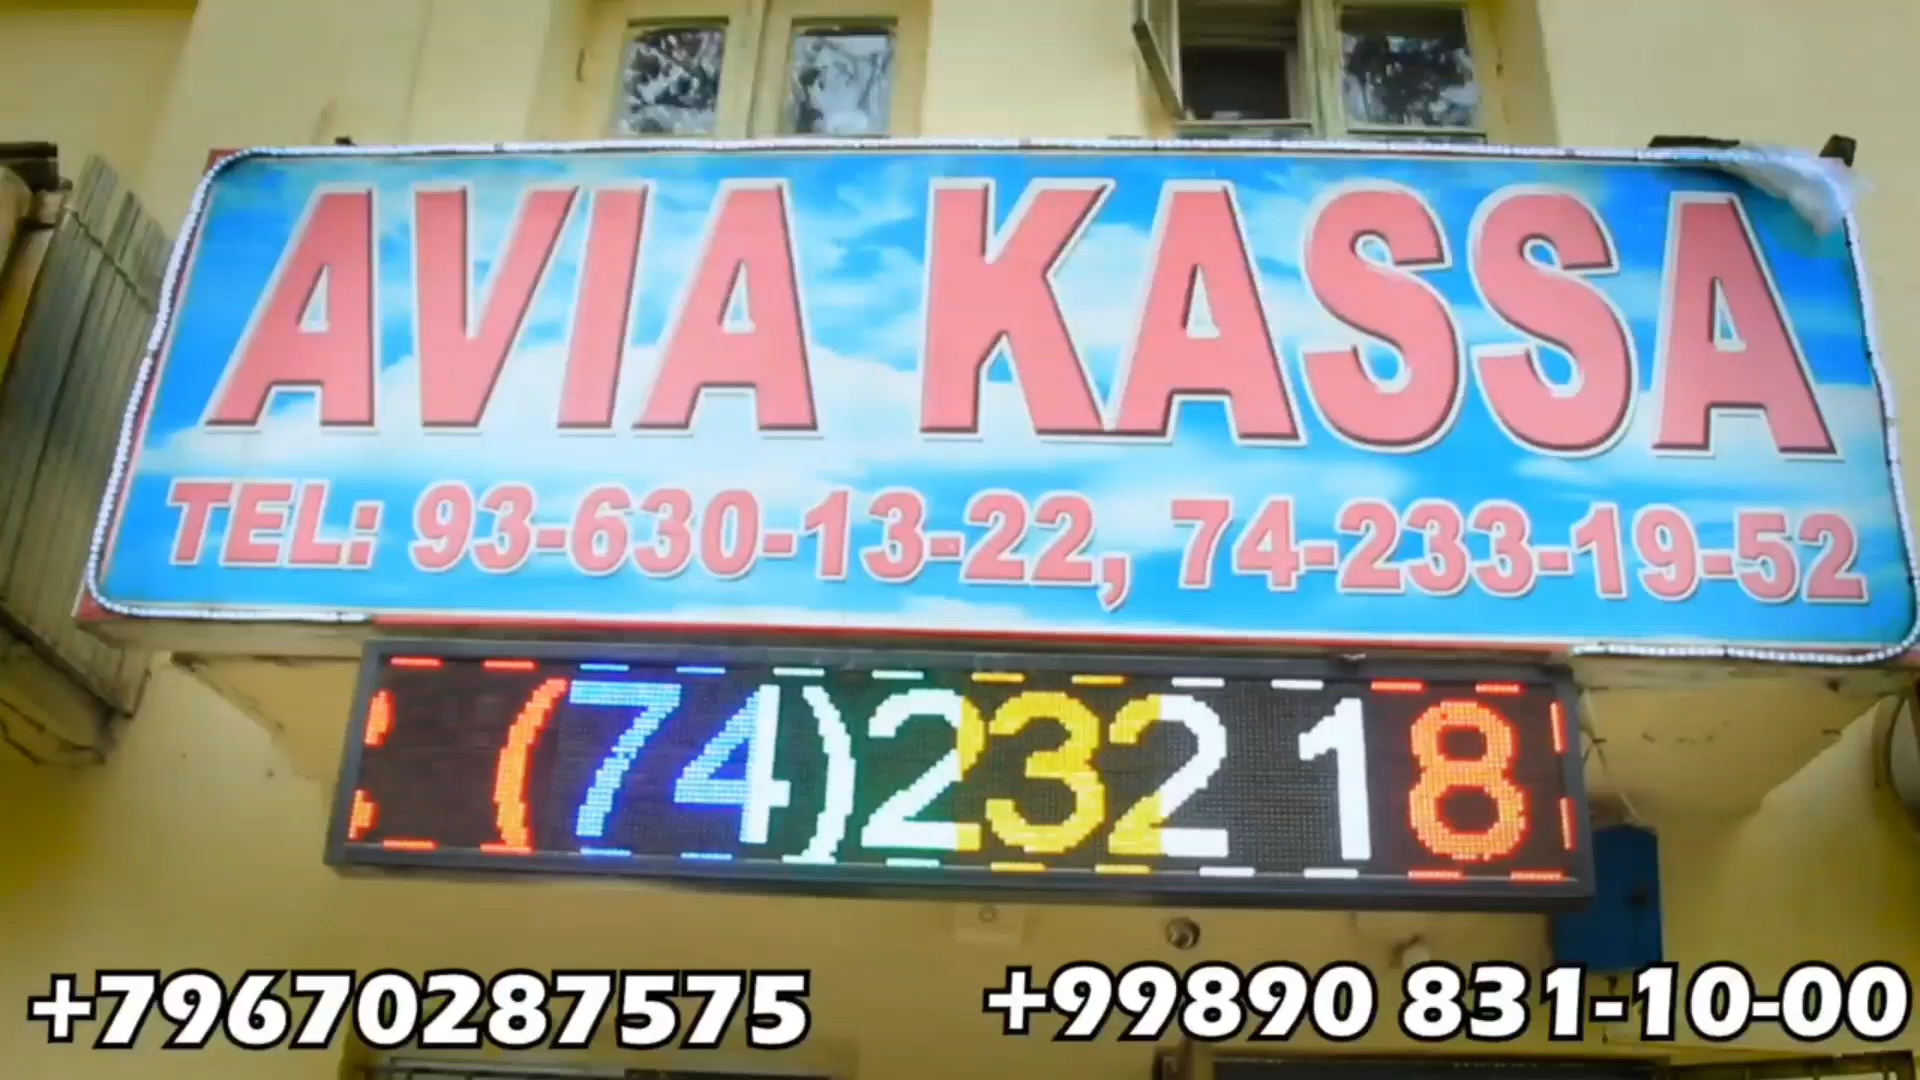 AVIA KASSA
TEL: 93-630-13-22, 74-233-19-52
: (74)232 18
+79670287575
+99890 831-10-00